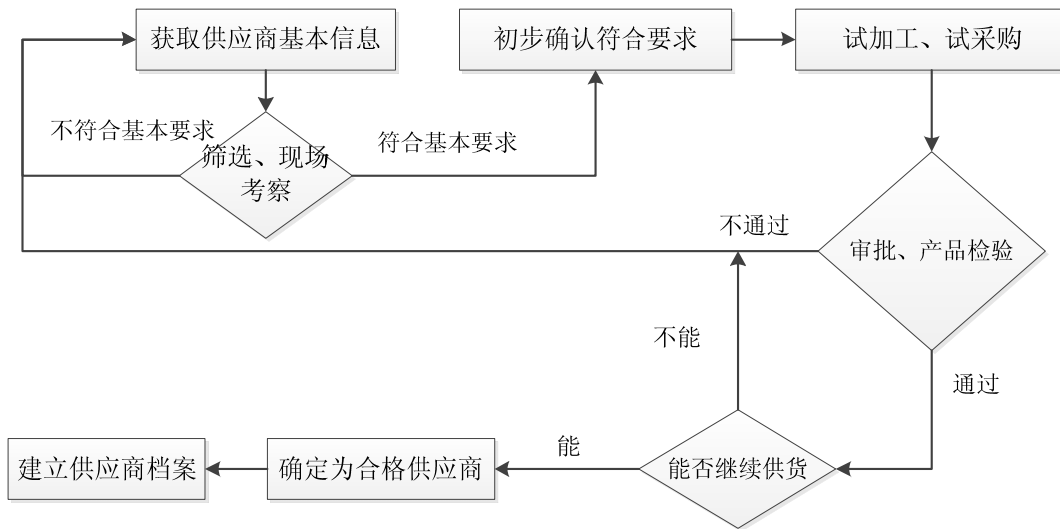 获取供应商基本信息
初步确认符合要求
试加工、试采购
不符合基本要求
筛选、现场
考察
符合基本要求
不通过
审批、产品检验
不能
通过
能
建立供应商档案
确定为合格供应商
能否继续供货